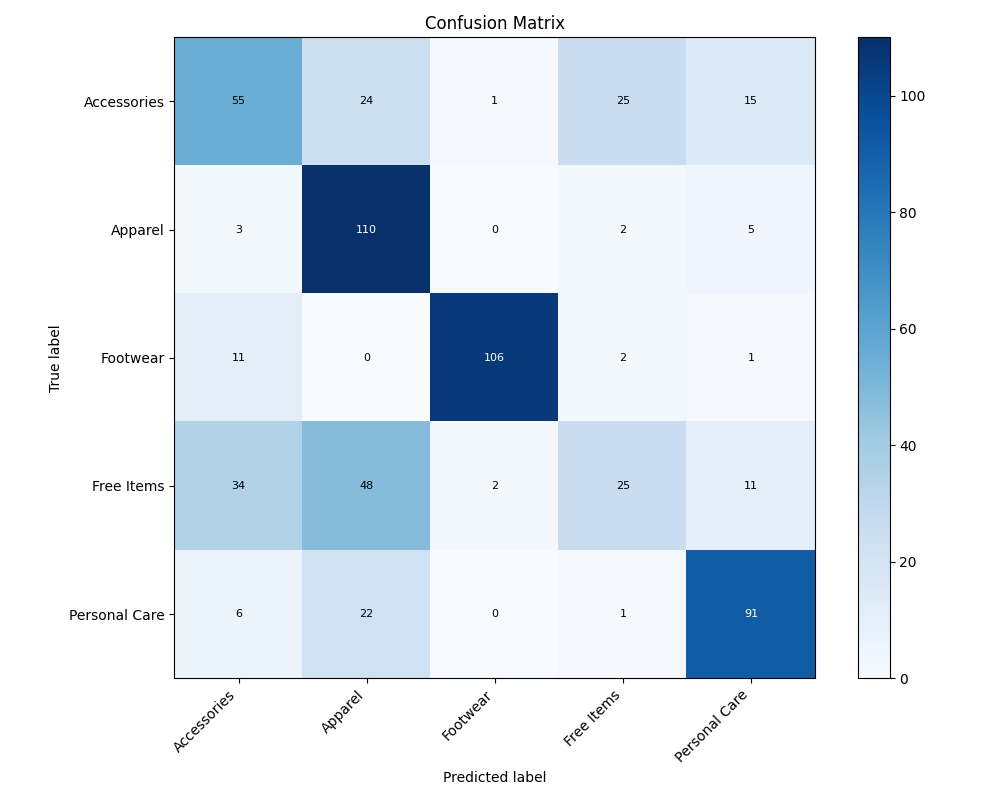 Confusion Matrix
Accessories 55 24 1 25 15
Apparel 3 110 0 2 5
Footwear 11 0 106 2 1
Free Items 34 48 2 25 11
Personal Care 6 22 0 1 91
Accessories Apparel Footwear Free Items Personal Care
Predicted label
True label
100
80
60
40
20
0